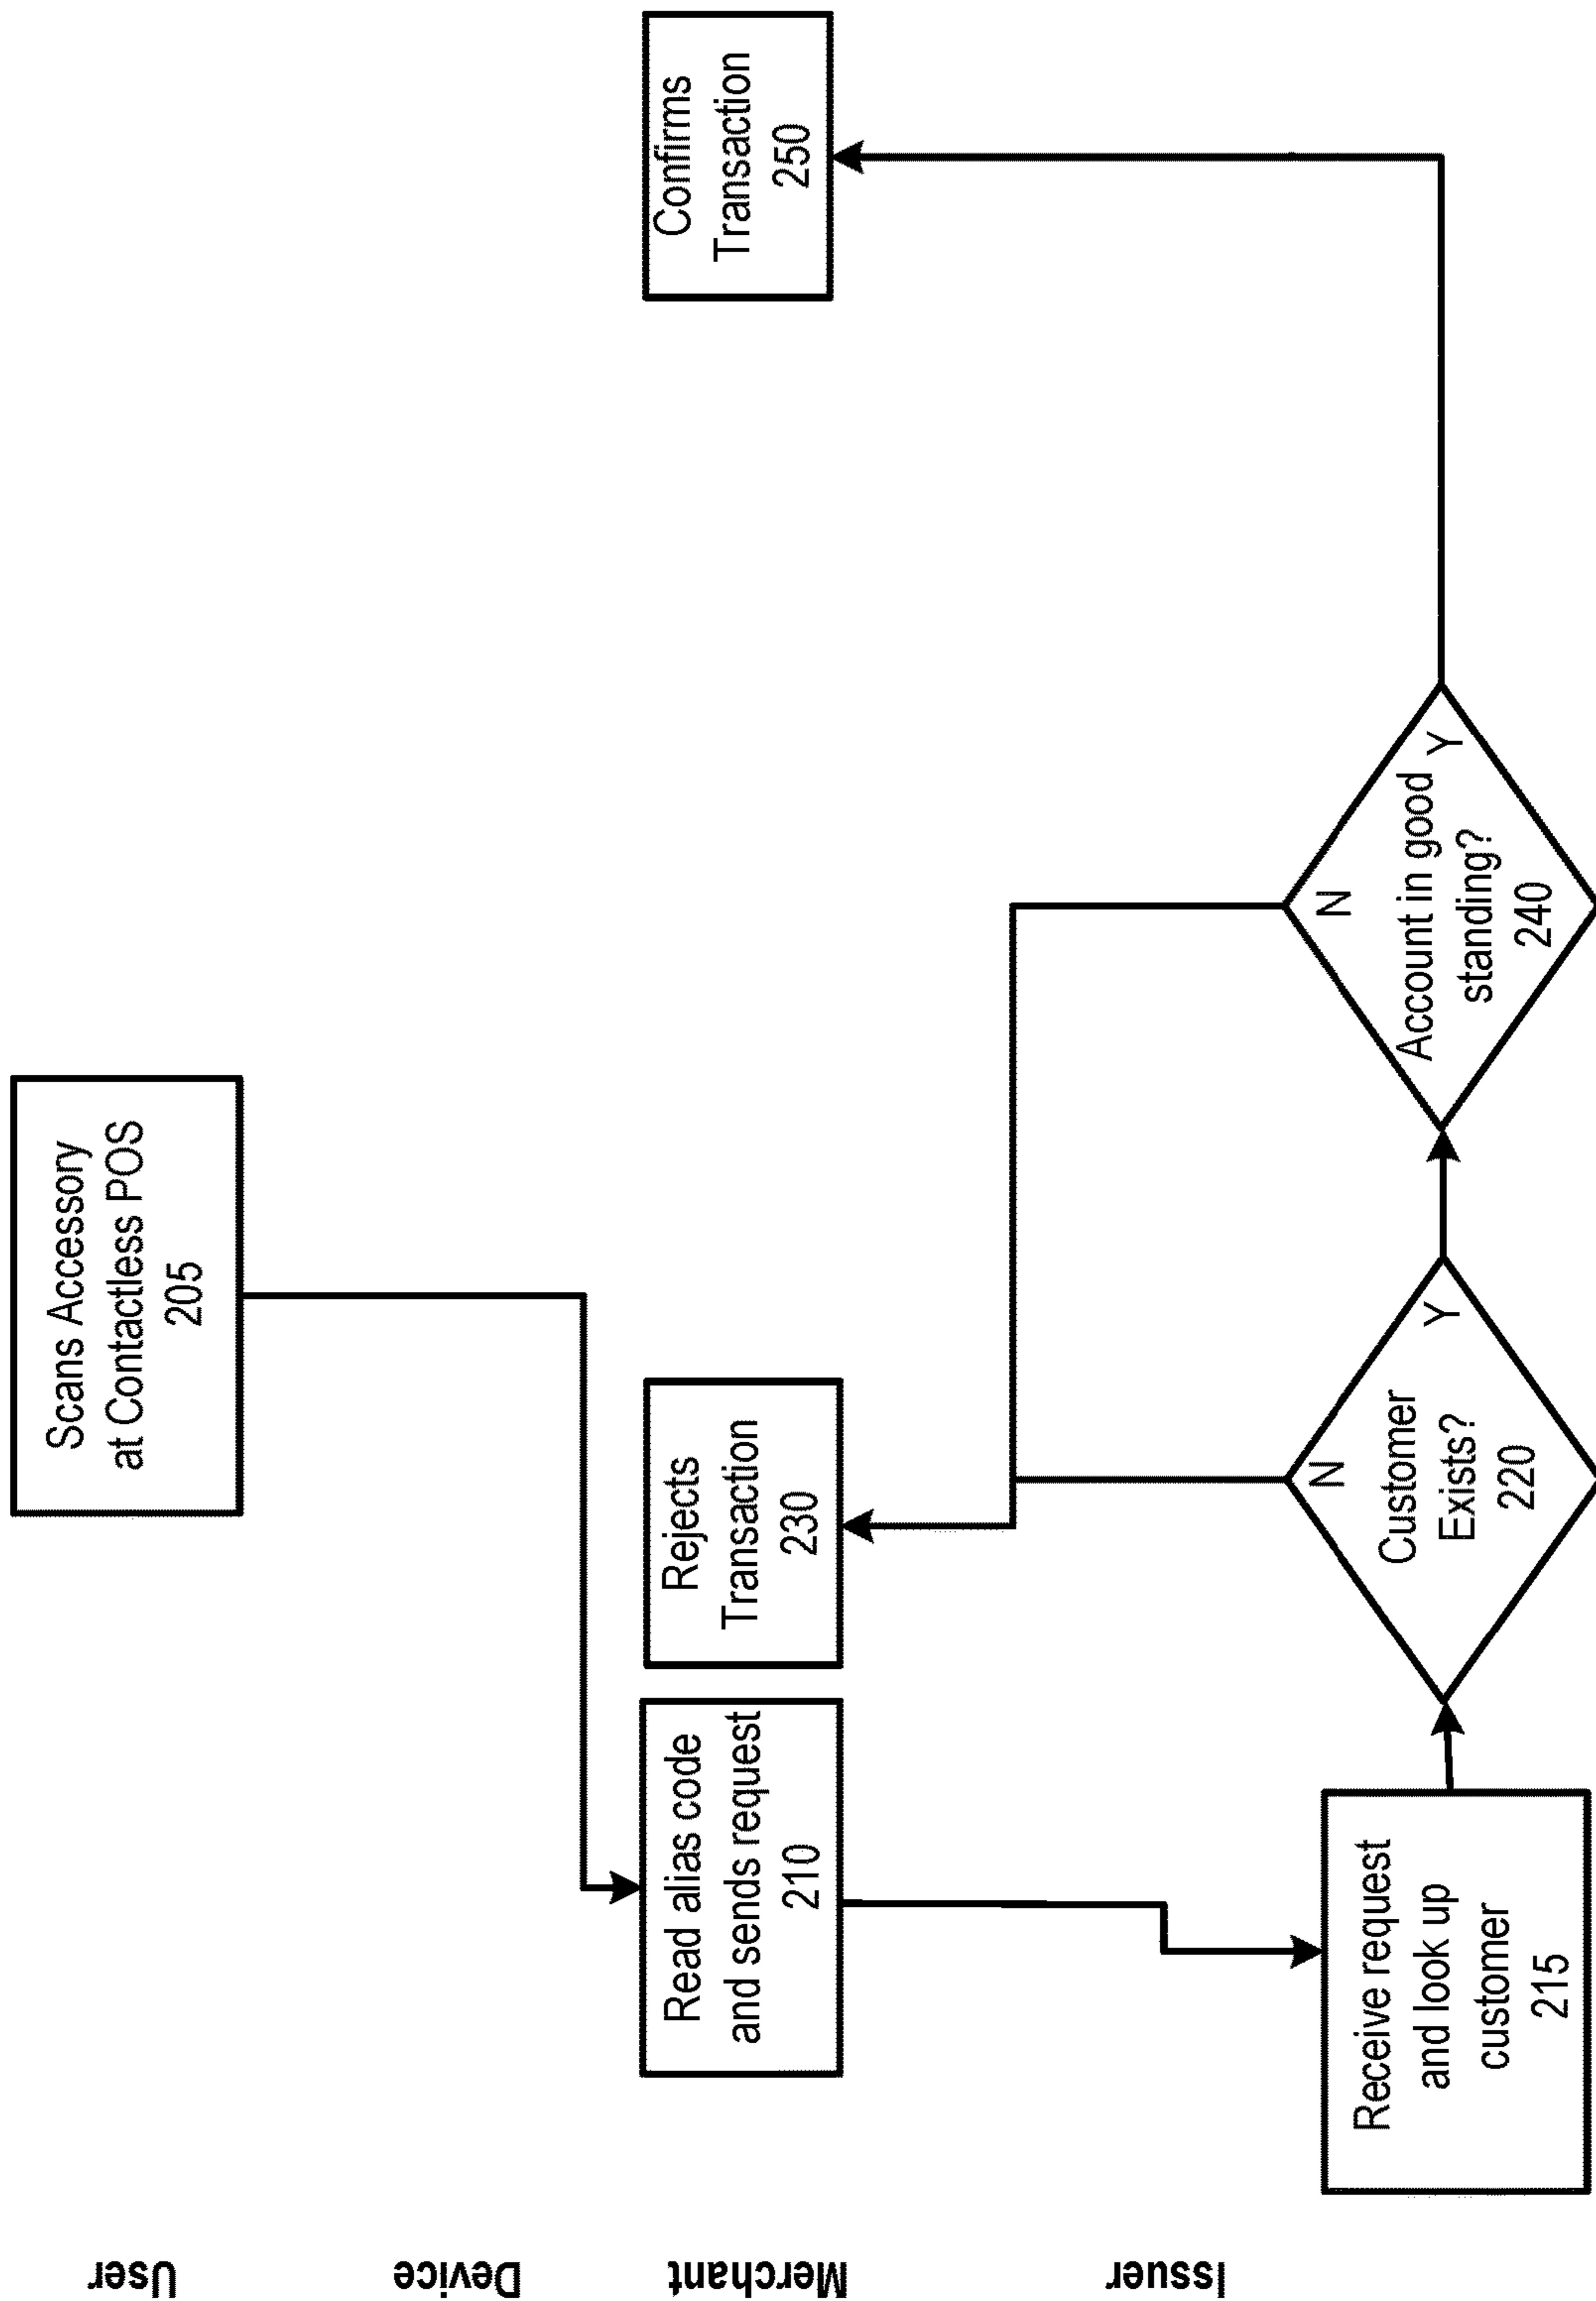 User
Scans Accessory
at Contactless POS
205
Device
Merchant
Read alias code
and sends request
210
Rejects
Transaction
230
Confirms
Transaction
250
Issuer
Receive request
and look up
customer
215
Customer
Exists?
220
N
Y
Account in good
standing?
240
N
Y